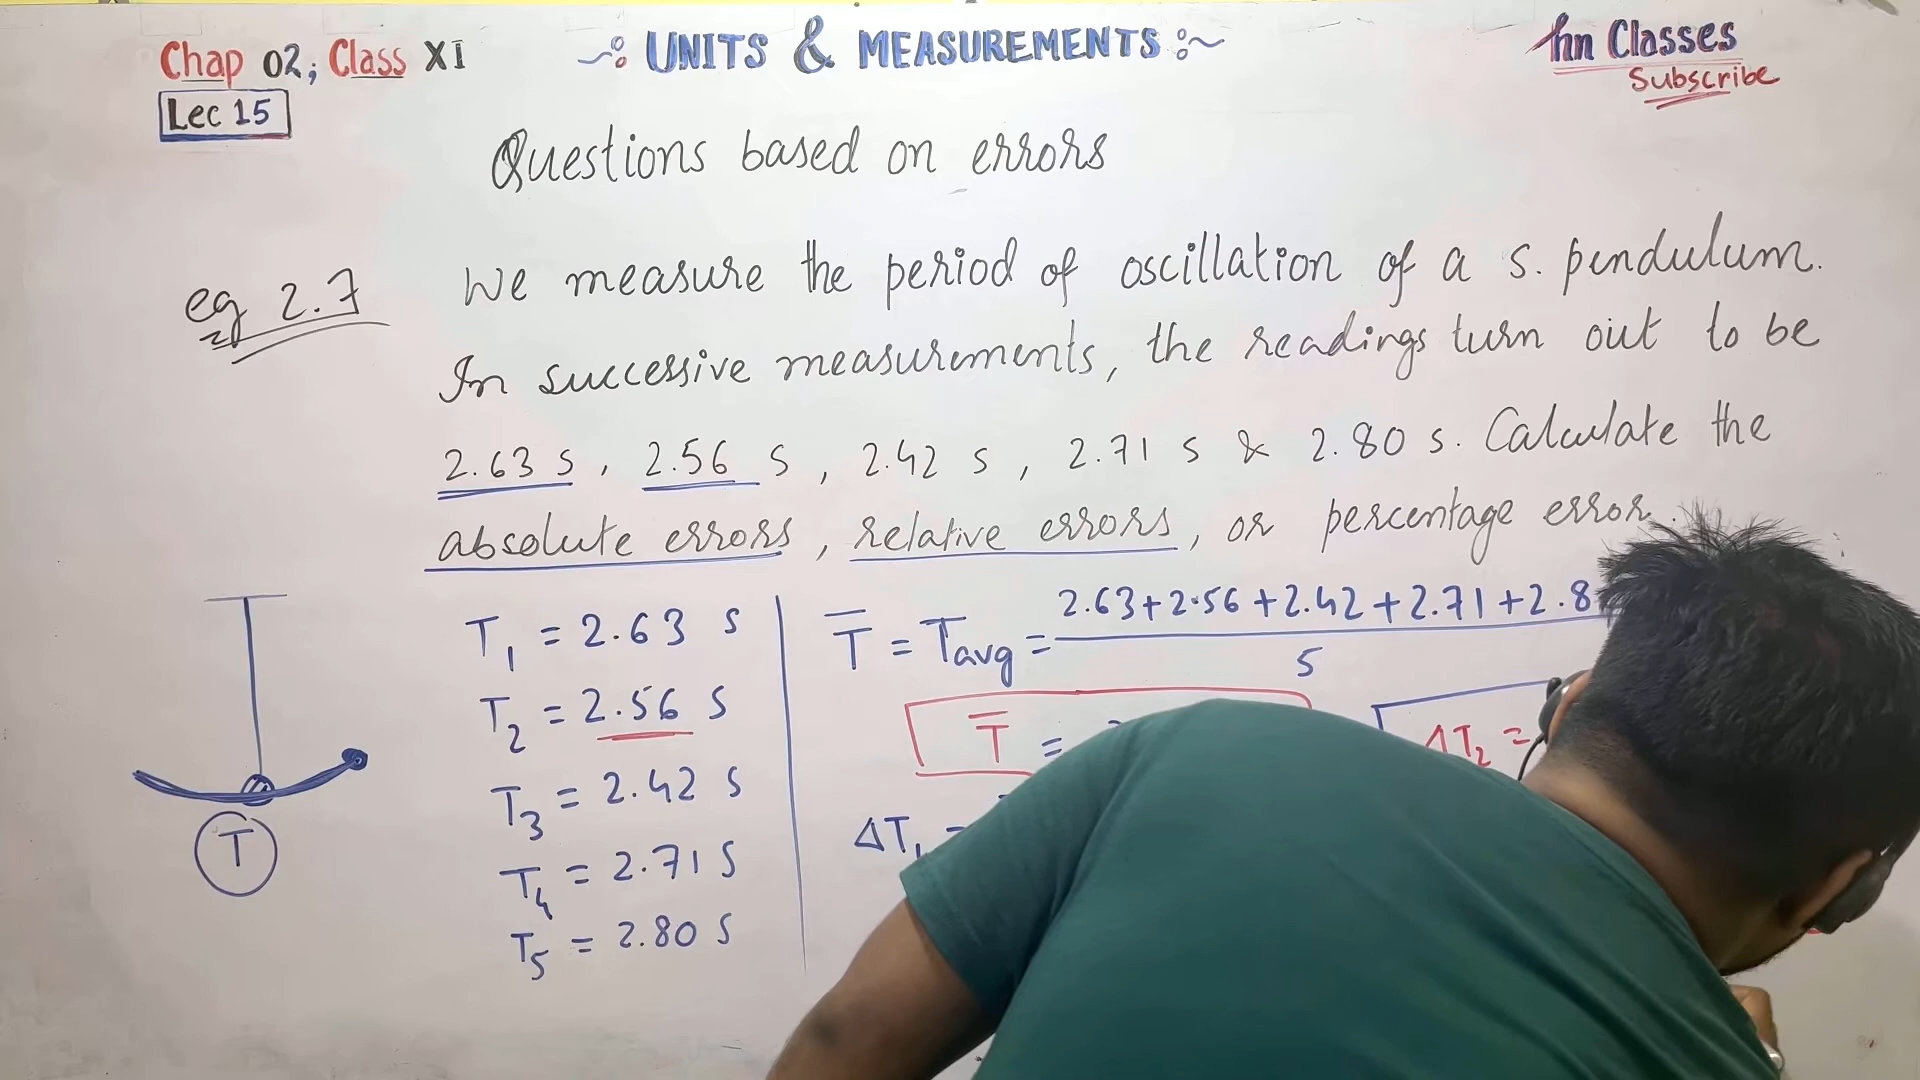 Chap 02; Class XI ~: UNITS & MEASUREMENTS :~ hn Classes
Subscribe
Lec 15
Questions based on errors
eg 2.7
We measure the period of oscillation of a s. pendulum.
In successive measurements, the readings turn out to be
2.63 s, 2.56 s, 2.42 s, 2.71 s & 2.80 s. Calculate the
absolute errors, relative errors, or percentage error.
T
T₁ = 2.63 s
T₂ = 2.56 s
T₃ = 2.42 s
T₄ = 2.71 s
T₅ = 2.80 s
T̅ = Tavg = 2.63+2.56+2.42+2.71+2.8
5
T̅ =
ΔT₂ =
ΔT₁ =